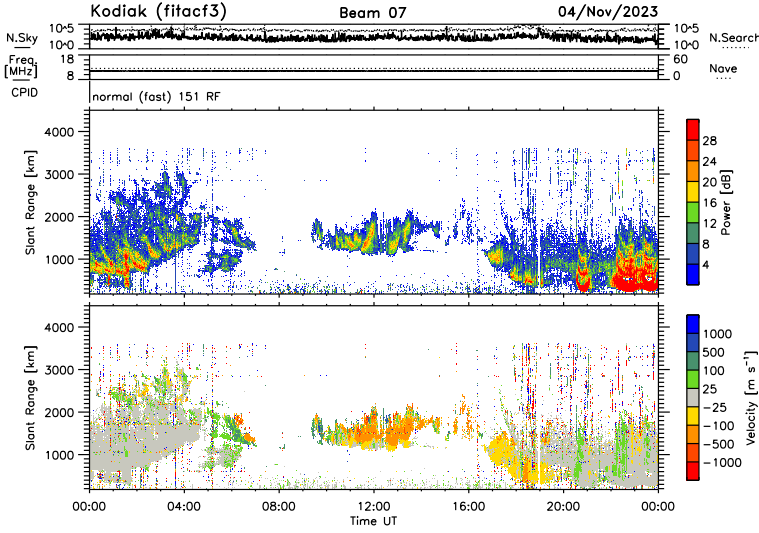 Kodiak (fitacf3) Beam 07 04/Nov/2023
N.Sky 10^5 10^0 10^5 10^0 N.Search
Freq. [MHz] 18 8 60 0 Nave
CPID normal (fast) 151 RF
Slant Range [km] 4000 3000 2000 1000
28 24 20 16 12 8 4 Power [dB]
Slant Range [km] 4000 3000 2000 1000
1000 500 100 25 -25 -100 -500 -1000 Velocity [m s^-1]
00:00 04:00 08:00 12:00 16:00 20:00 00:00
Time UT